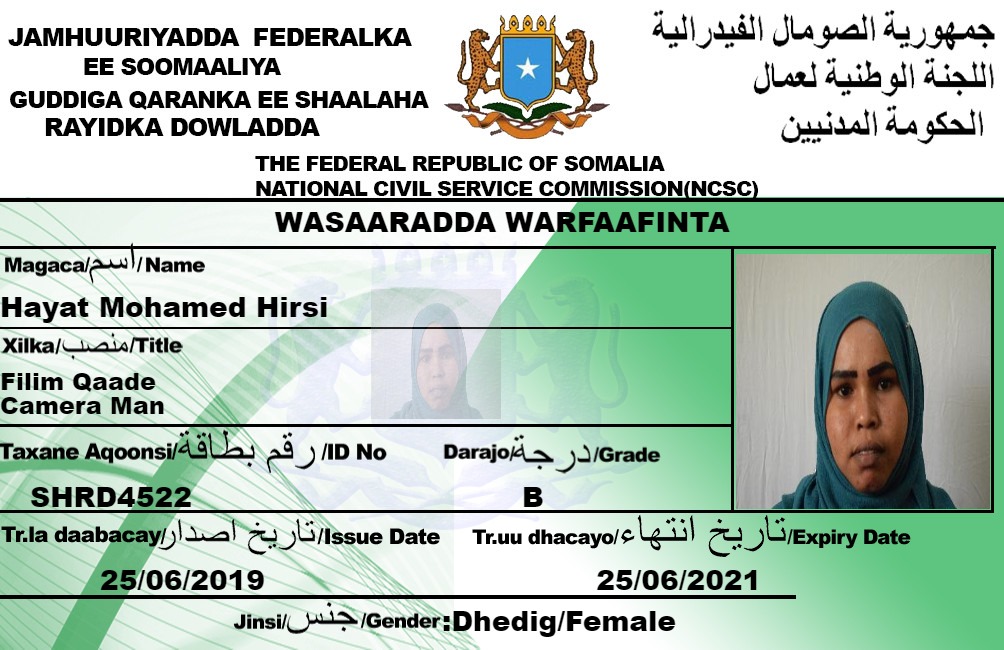 JAMHUURIYADDA FEDERALKA
EE SOOMAALIYA
GUDDIGA QARANKA EE SHAALAHA
RAYIDKA DOWLADDA
جمهورية الصومال الفيدرالية
اللجنة الوطنية لعمال
الحكومة المدنيين
THE FEDERAL REPUBLIC OF SOMALIA
NATIONAL CIVIL SERVICE COMMISSION(NCSC)
WASAARADDA WARFAAFINTA
Magaca/اسم/Name
Hayat Mohamed Hirsi
Xilka/منصب/Title
Filim Qaade
Camera Man
Taxane Aqoonsi/رقم بطاقة/ID No
Darajo/درجة/Grade
SHRD4522
B
Tr.la daabacay/تاريخ اصدار/Issue Date
Tr.uu dhacayo/تاريخ انتهاء/Expiry Date
25/06/2019
25/06/2021
Jinsi/جنس/Gender:Dhedig/Female